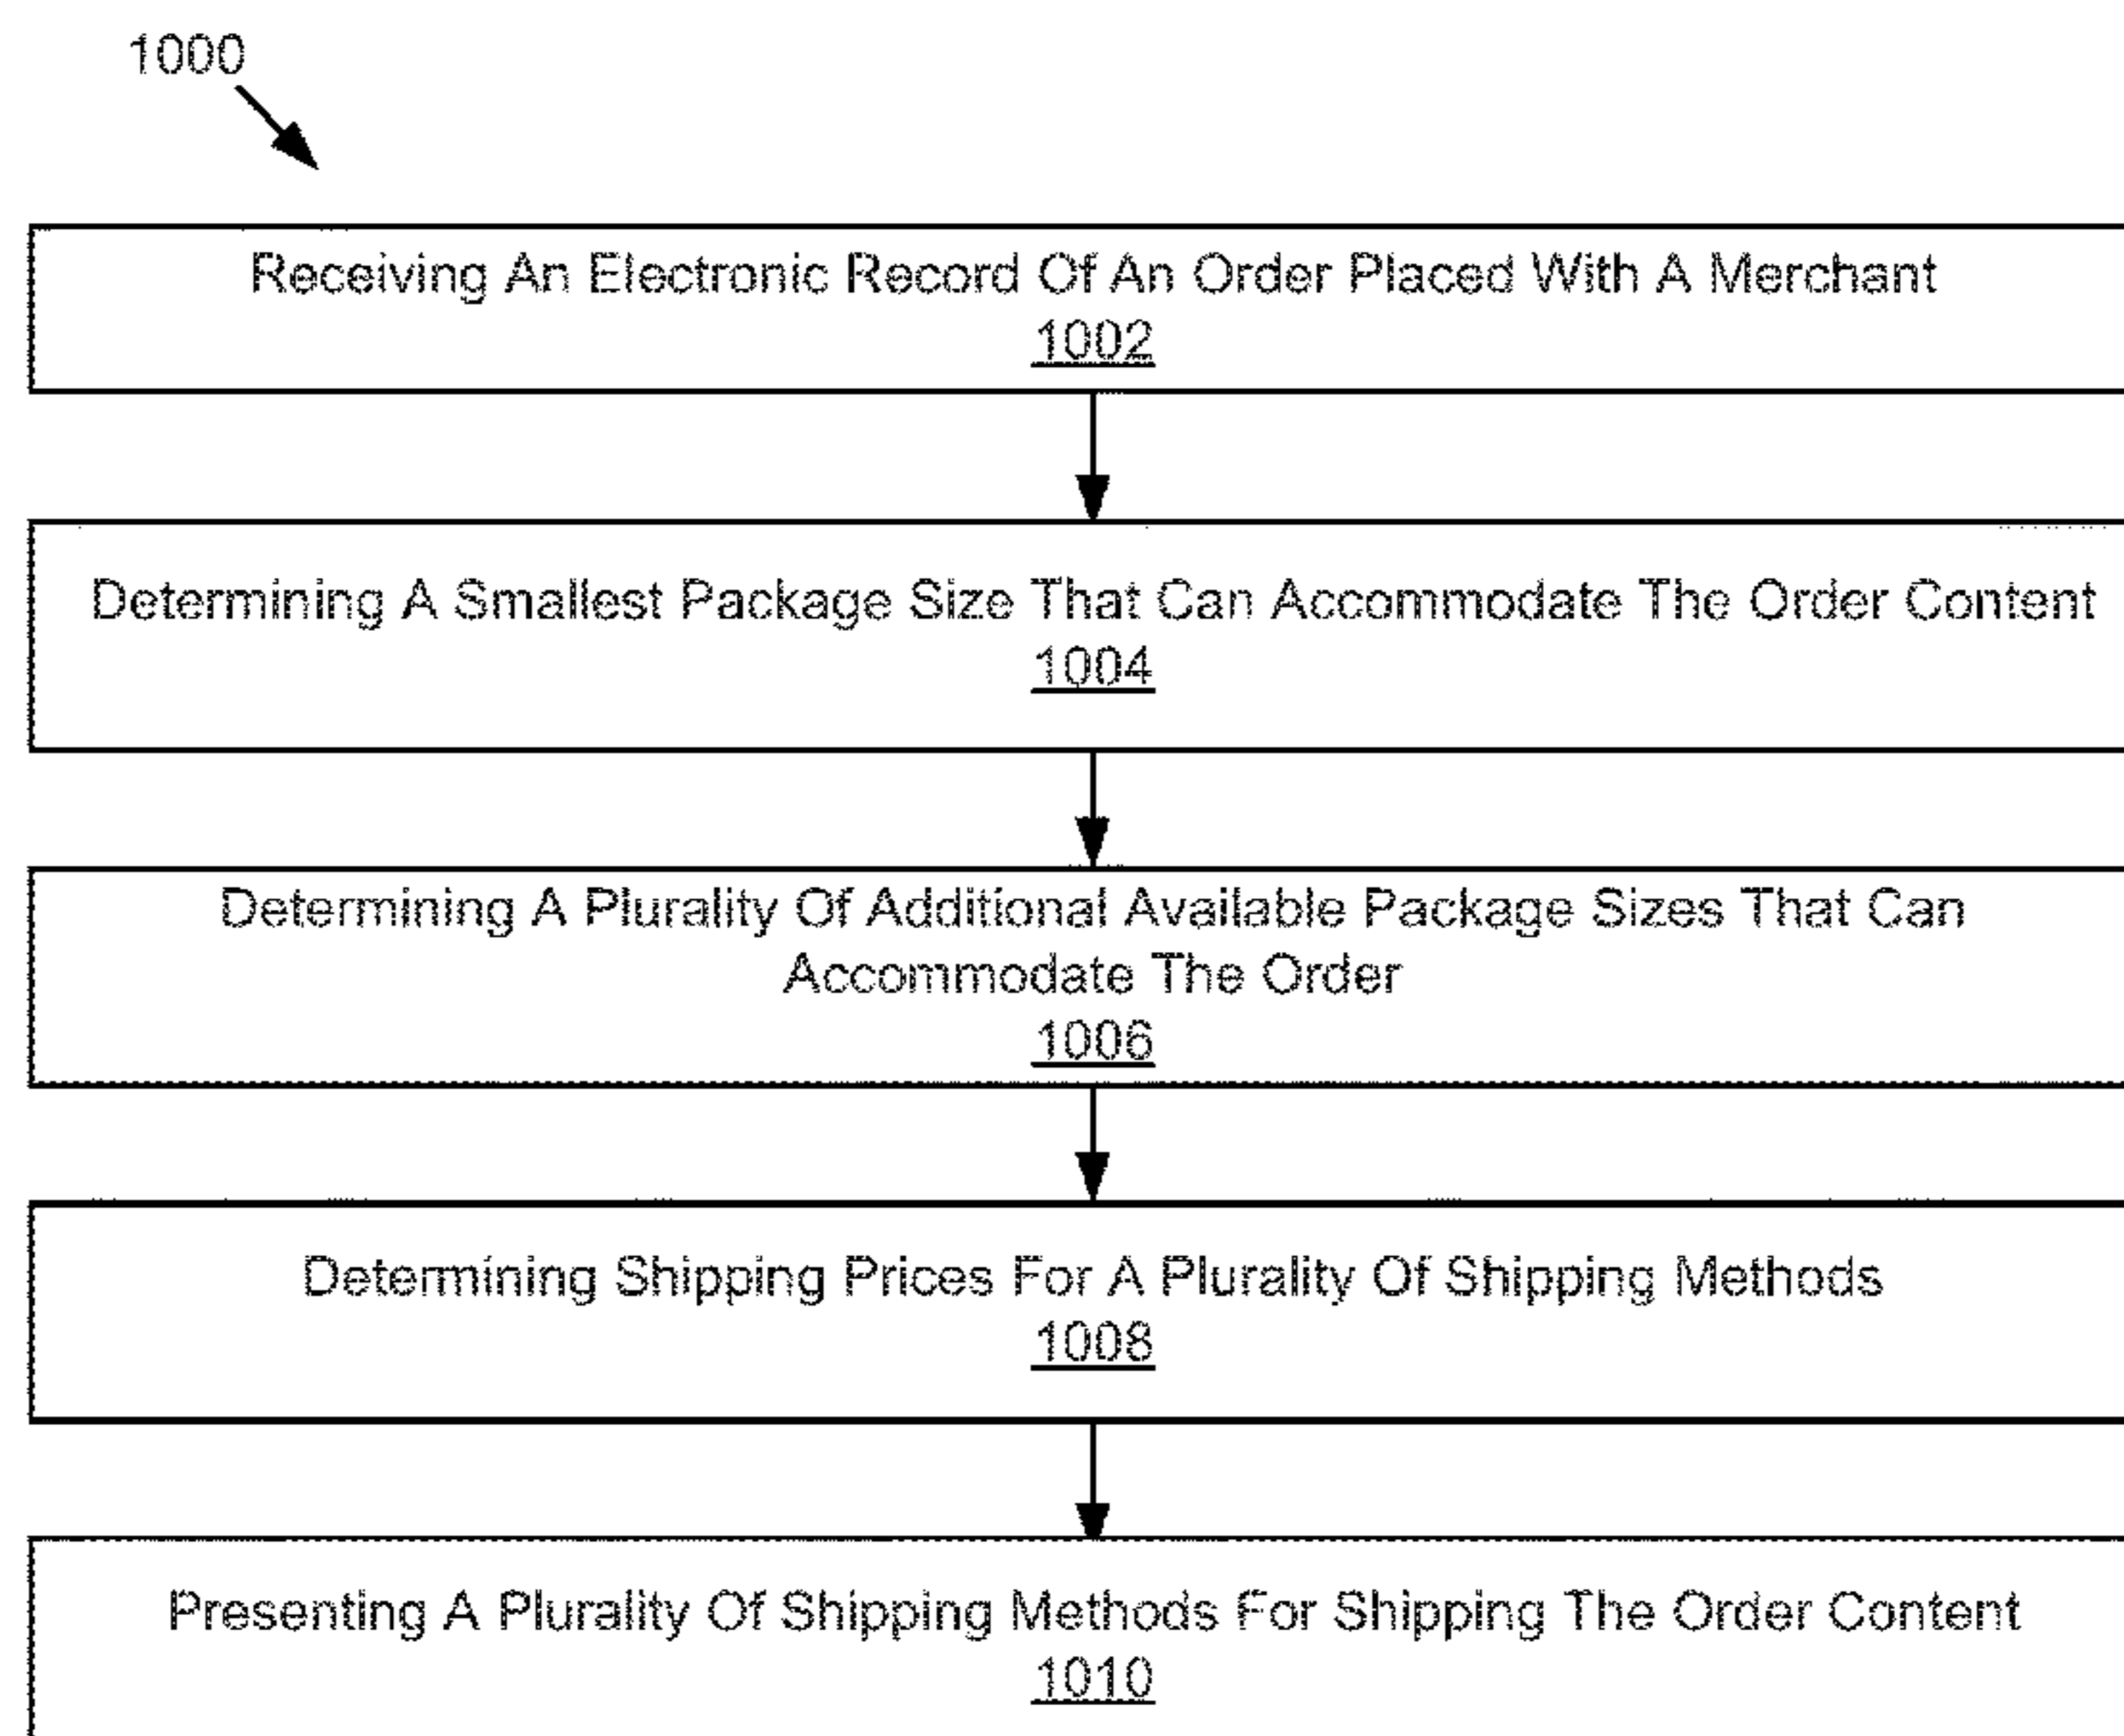 1000
Receiving An Electronic Record Of An Order Placed With A Merchant
1002
Determining A Smallest Package Size That Can Accommodate The Order Content
1004
Determining A Plurality Of Additional Available Package Sizes That Can
Accommodate The Order
1006
Determining Shipping Prices For A Plurality Of Shipping Methods
1008
Presenting A Plurality Of Shipping Methods For Shipping The Order Content
1010